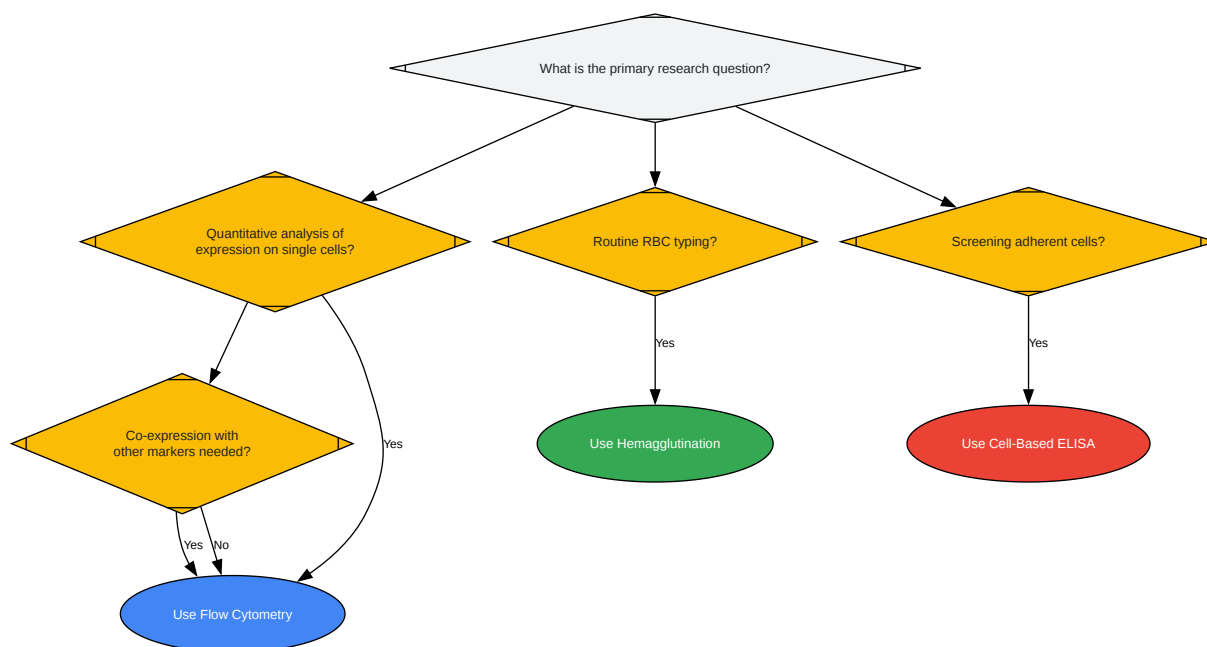 What is the primary research question?
Quantitative analysis of
expression on single cells?
Routine RBC typing?
Screening adherent cells?
Yes
Yes
Co-expression with
other markers needed?
Yes
Use Hemagglutination
Use Cell-Based ELISA
Yes
No
Use Flow Cytometry